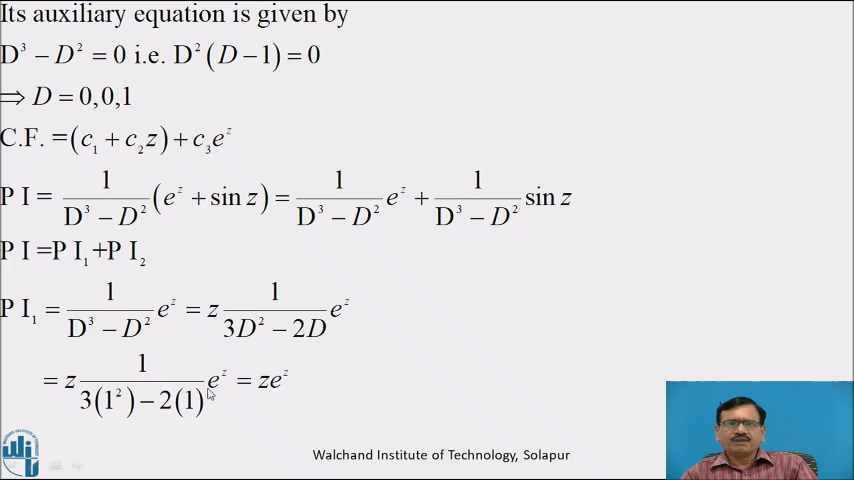 Its auxiliary equation is given by
D³ − D² = 0 i.e. D² (D − 1) = 0
⇒ D = 0,0,1
C.F. = (c₁ + c₂z) + c₃eᶻ
P I = 1/(D³ − D²) (eᶻ + sin z) = 1/(D³ − D²) eᶻ + 1/(D³ − D²) sin z
P I =P I₁ +P I₂
P I₁ = 1/(D³ − D²) eᶻ = z 1/(3D² − 2D) eᶻ
= z 1/(3(1²) − 2(1)) eᶻ = zeᶻ
Walchand Institute of Technology, Solapur